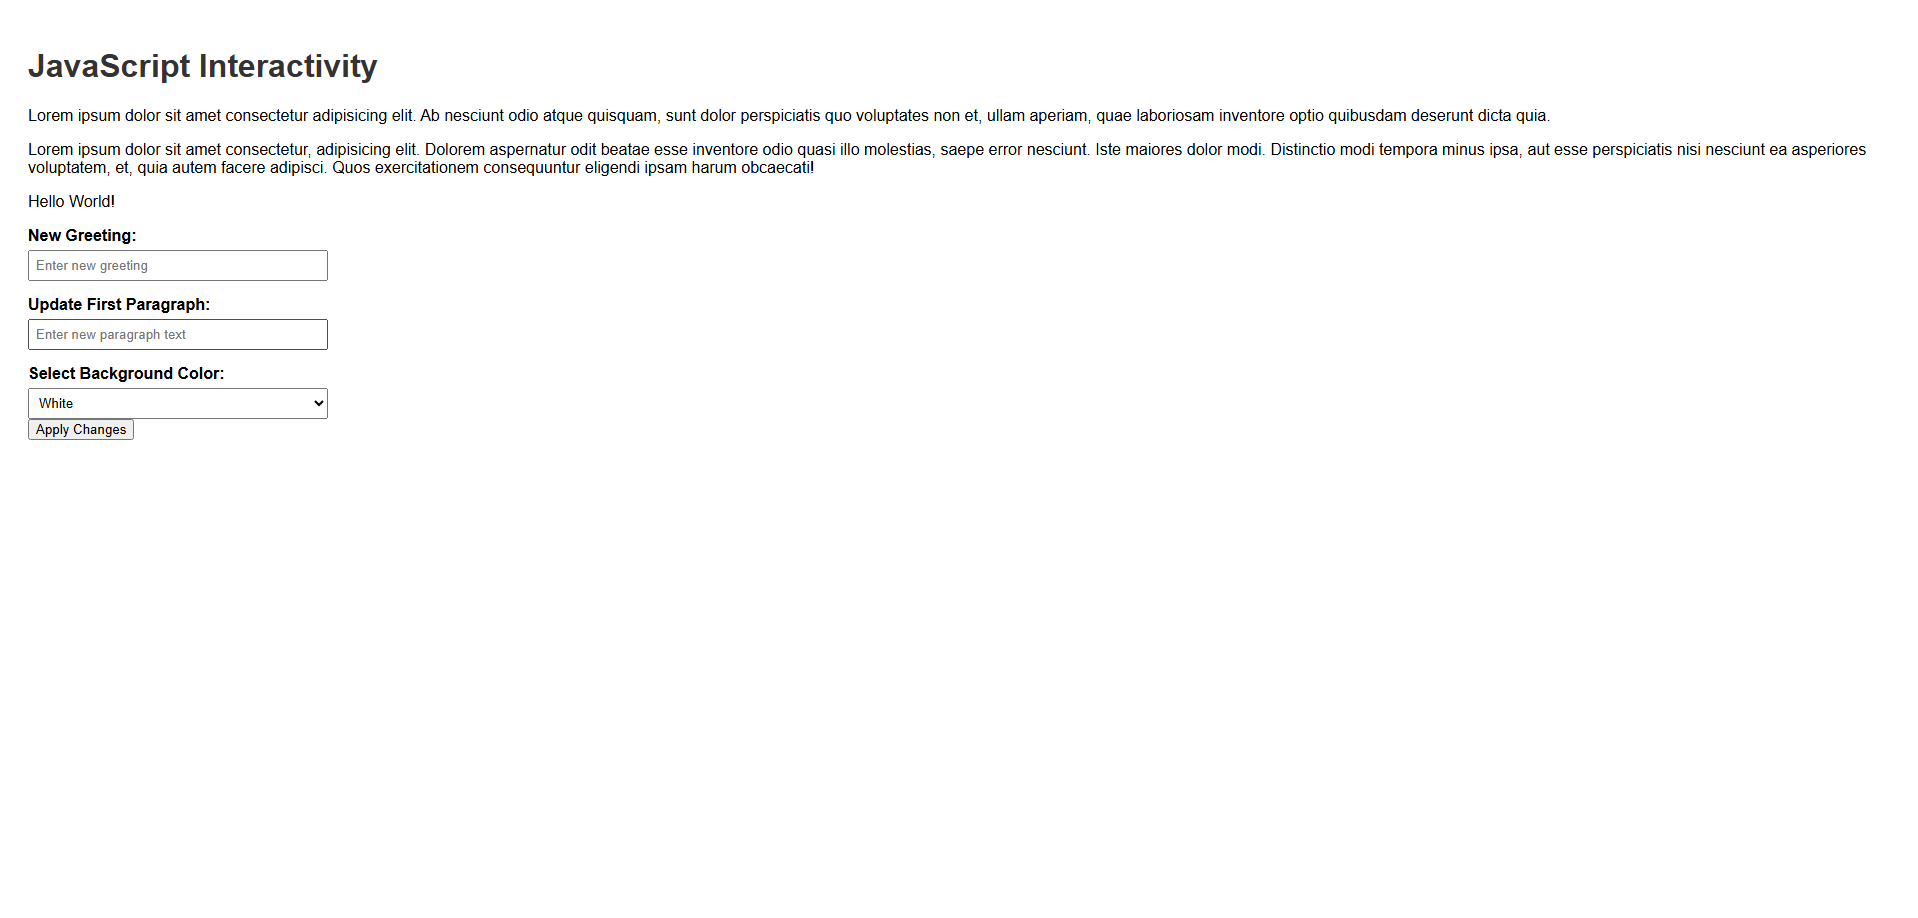 JavaScript Interactivity
Lorem ipsum dolor sit amet consectetur adipisicing elit. Ab nesciunt odio atque quisquam, sunt dolor perspiciatis quo voluptates non et, ullam aperiam, quae laboriosam inventore optio quibusdam deserunt dicta quia.
Lorem ipsum dolor sit amet consectetur, adipisicing elit. Dolorem aspernatur odit beatae esse inventore odio quasi illo molestias, saepe error nesciunt. Iste maiores dolor modi. Distinctio modi tempora minus ipsa, aut esse perspiciatis nisi nesciunt ea asperiores
voluptatem, et, quia autem facere adipisci. Quos exercitationem consequuntur eligendi ipsam harum obcaecati!
Hello World!
New Greeting:
Enter new greeting
Update First Paragraph:
Enter new paragraph text
Select Background Color:
White
Apply Changes